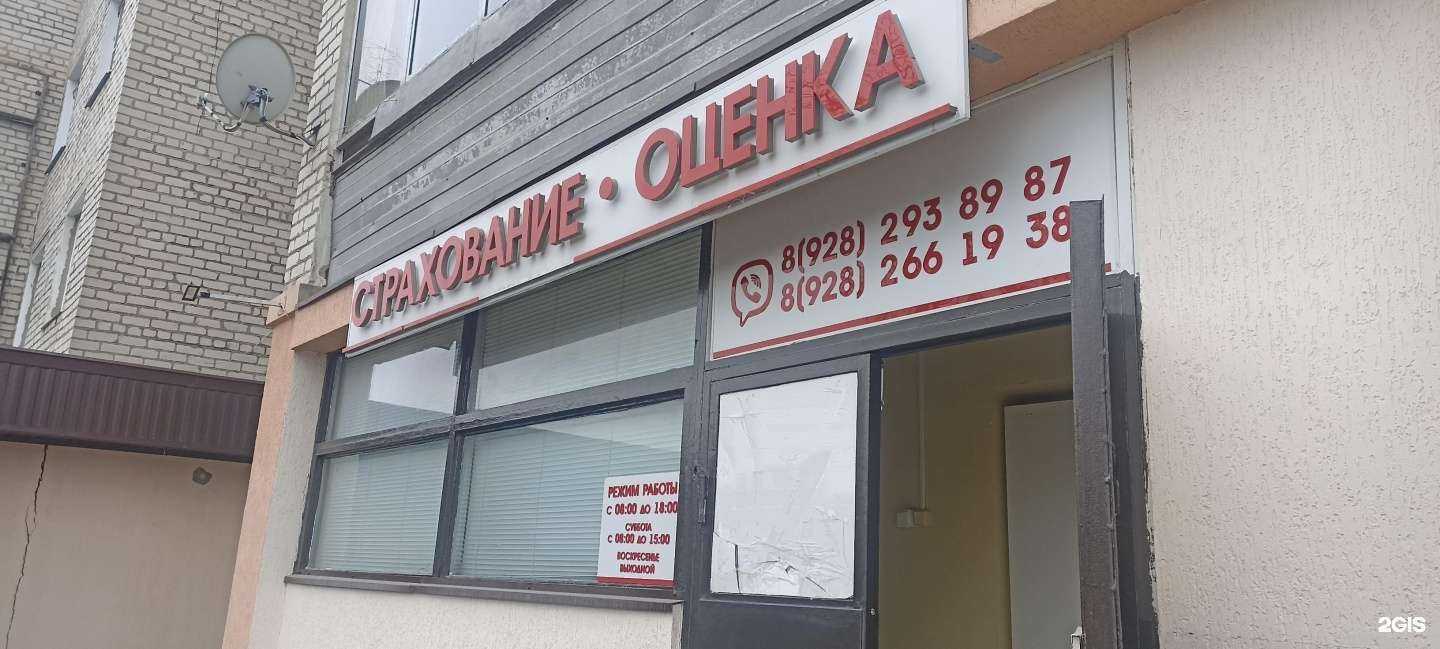 СТРАХОВАНИЕ • ОЦЕНКА
8(928) 293 89 87
8(928) 266 19 38
РЕЖИМ РАБОТЫ
С 08:00 ДО 18:00
СУББОТА
С 08:00 ДО 15:00
ВОСКРЕСЕНЬЕ
ВЫХОДНОЙ
2GIS